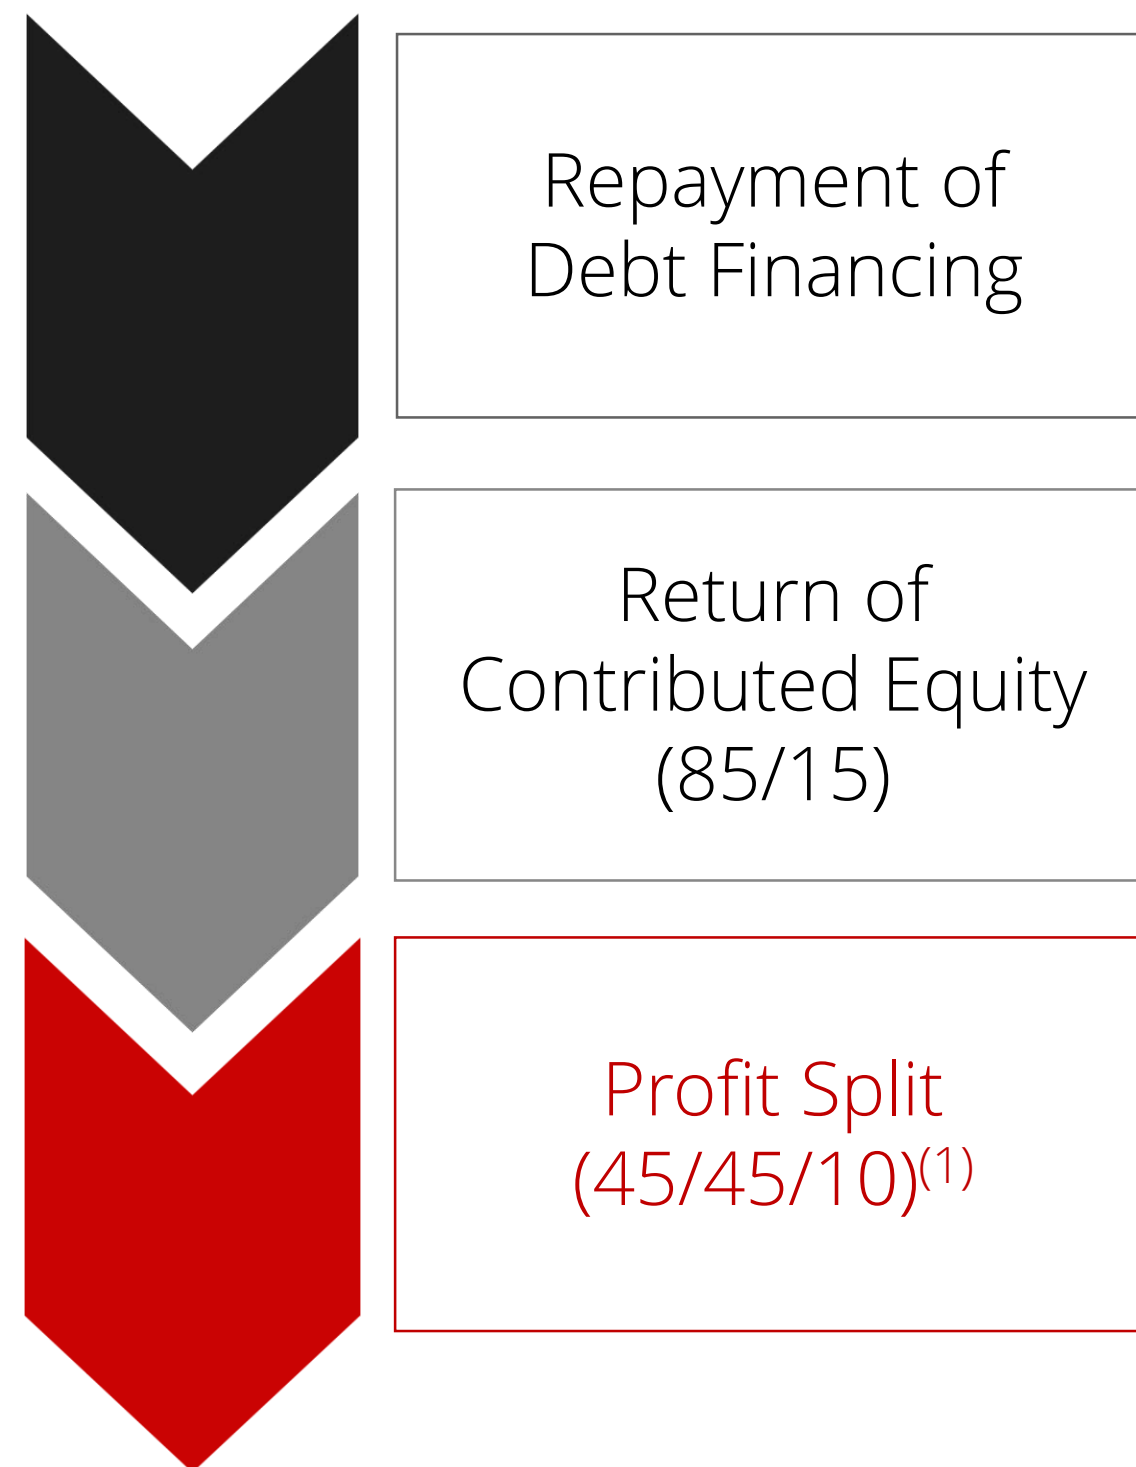 Repayment of
Debt Financing
Return of
Contributed Equity
(85/15)
Profit Split
(45/45/10)(1)